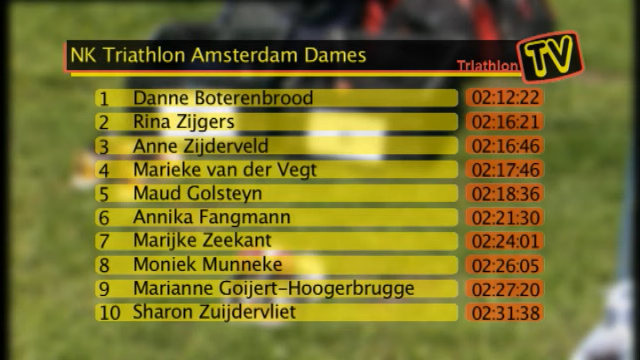 NK Triathlon Amsterdam Dames
Triathlon TV
1 Danne Boterenbrood 02:12:22
2 Rina Zijgers 02:16:21
3 Anne Zijderveld 02:16:46
4 Marieke van der Vegt 02:17:46
5 Maud Golsteyn 02:18:36
6 Annika Fangmann 02:21:30
7 Marijke Zeekant 02:24:01
8 Moniek Munneke 02:26:05
9 Marianne Goijert-Hoogerbrugge 02:27:20
10 Sharon Zuijdervliet 02:31:38